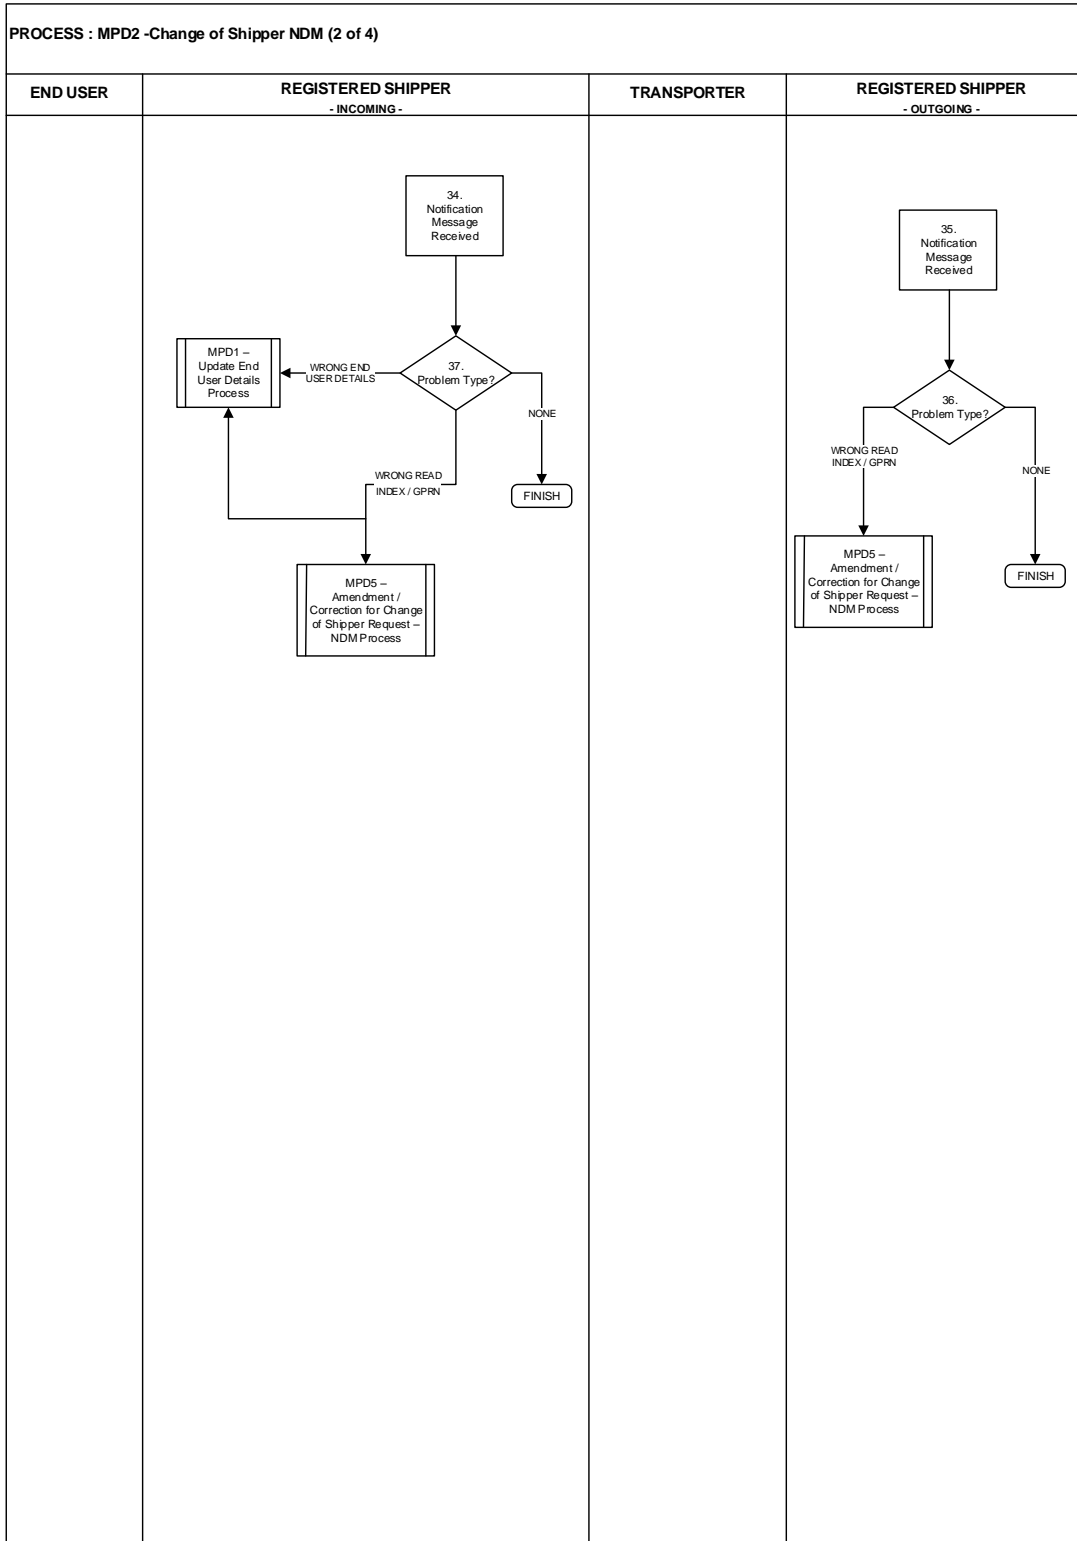 PROCESS : MPD2 -Change of Shipper NDM (2 of 4)
END USER
REGISTERED SHIPPER
- INCOMING -
TRANSPORTER
REGISTERED SHIPPER
- OUTGOING -
34.
Notification
Message
Received
35.
Notification
Message
Received
MPD1 –
Update End
User Details
Process
WRONG END
USER DETAILS
37.
Problem Type?
NONE
WRONG READ
INDEX / GPRN
FINISH
MPD5 –
Amendment /
Correction for Change
of Shipper Request –
NDM Process
36.
Problem Type?
WRONG READ
INDEX / GPRN
NONE
MPD5 –
Amendment /
Correction for Change
of Shipper Request –
NDM Process
FINISH